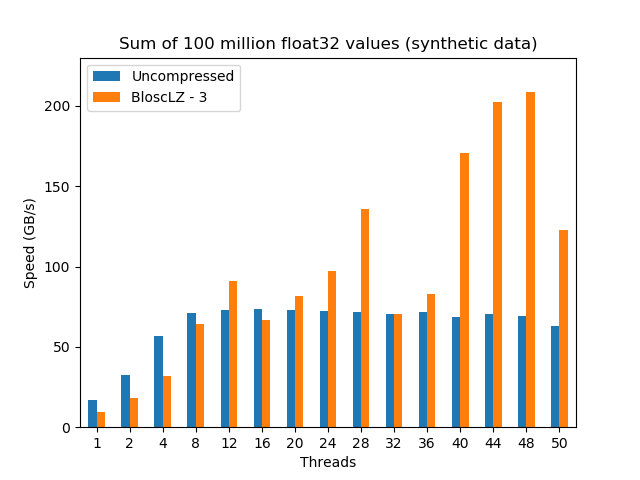 Sum of 100 million float32 values (synthetic data)
Uncompressed
BloscLZ - 3
Speed (GB/s)
200
150
100
50
0
1 2 4 8 12 16 20 24 28 32 36 40 44 48 50
Threads